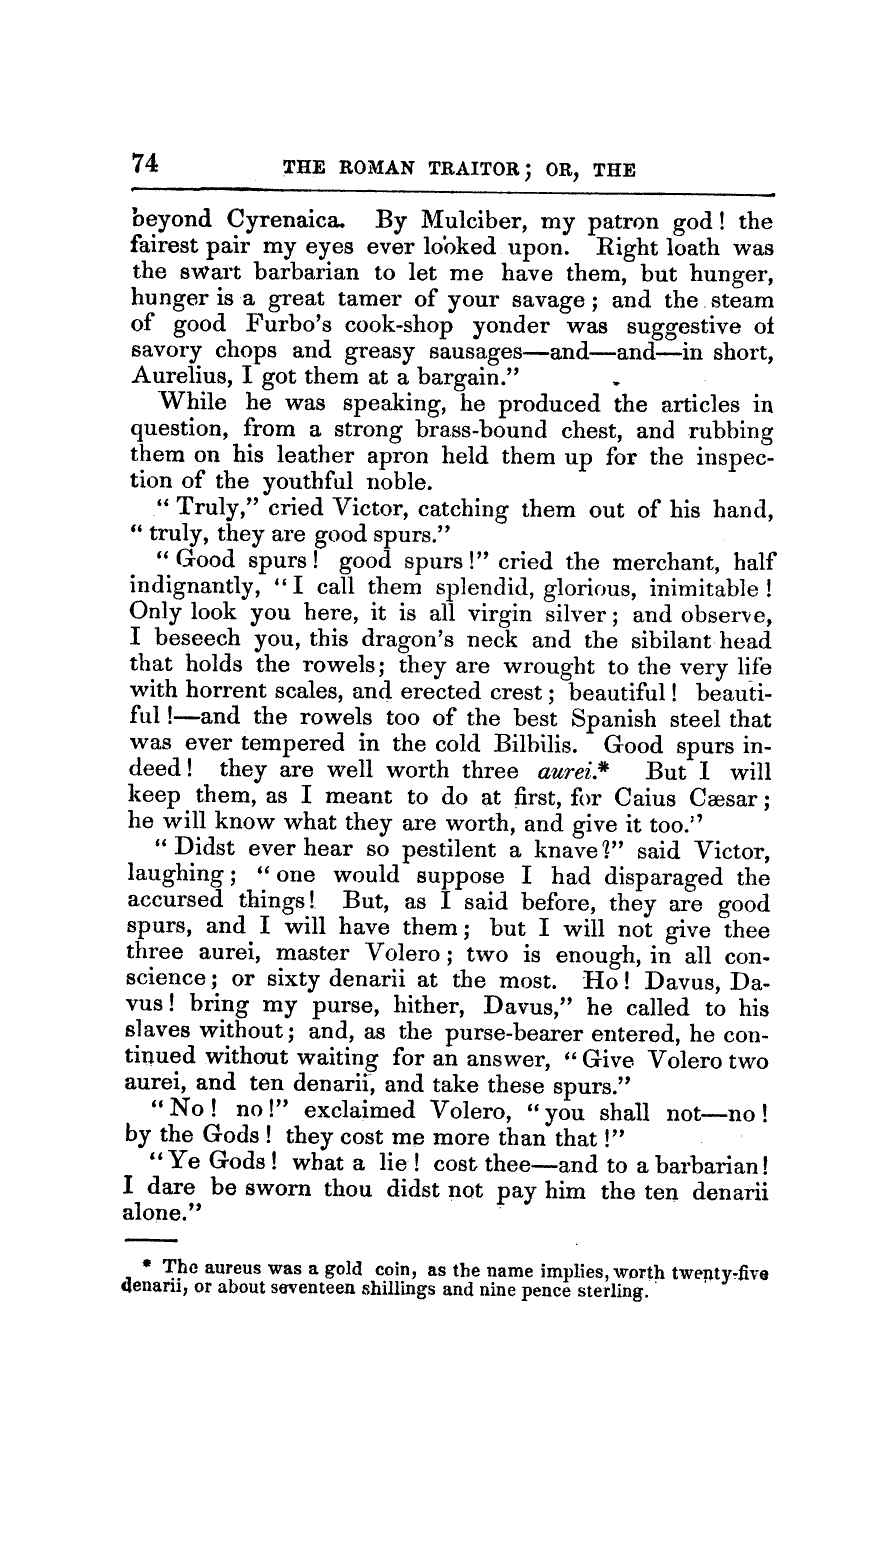 74 THE ROMAN TRAITOR; OR, THE
beyond Cyrenaica. By Mulciber, my patron god! the
fairest pair my eyes ever looked upon. Right loath was
the swart barbarian to let me have them, but hunger,
hunger is a great tamer of your savage; and the steam
of good Furbo's cook-shop yonder was suggestive of
savory chops and greasy sausages—and—and—in short,
Aurelius, I got them at a bargain."
While he was speaking, he produced the articles in
question, from a strong brass-bound chest, and rubbing
them on his leather apron held them up for the inspec-
tion of the youthful noble.
"Truly," cried Victor, catching them out of his hand,
"truly, they are good spurs."
"Good spurs! good spurs!" cried the merchant, half
indignantly, "I call them splendid, glorious, inimitable!
Only look you here, it is all virgin silver; and observe,
I beseech you, this dragon's neck and the sibilant head
that holds the rowels; they are wrought to the very life
with horrent scales, and erected crest; beautiful! beauti-
ful!—and the rowels too of the best Spanish steel that
was ever tempered in the cold Bilbilis. Good spurs in-
deed! they are well worth three aurei.* But I will
keep them, as I meant to do at first, for Caius Cæsar;
he will know what they are worth, and give it too."
"Didst ever hear so pestilent a knave?" said Victor,
laughing; "one would suppose I had disparaged the
accursed things! But, as I said before, they are good
spurs, and I will have them; but I will not give thee
three aurei, master Volero; two is enough, in all con-
science; or sixty denarii at the most. Ho! Davus, Da-
vus! bring my purse, hither, Davus," he called to his
slaves without; and, as the purse-bearer entered, he con-
tinued without waiting for an answer, "Give Volero two
aurei, and ten denarii, and take these spurs."
"No! no!" exclaimed Volero, "you shall not—no!
by the Gods! they cost me more than that!"
"Ye Gods! what a lie! cost thee—and to a barbarian!
I dare be sworn thou didst not pay him the ten denarii
alone."
* The aureus was a gold coin, as the name implies, worth twenty-five
denarii, or about seventeen shillings and nine pence sterling.